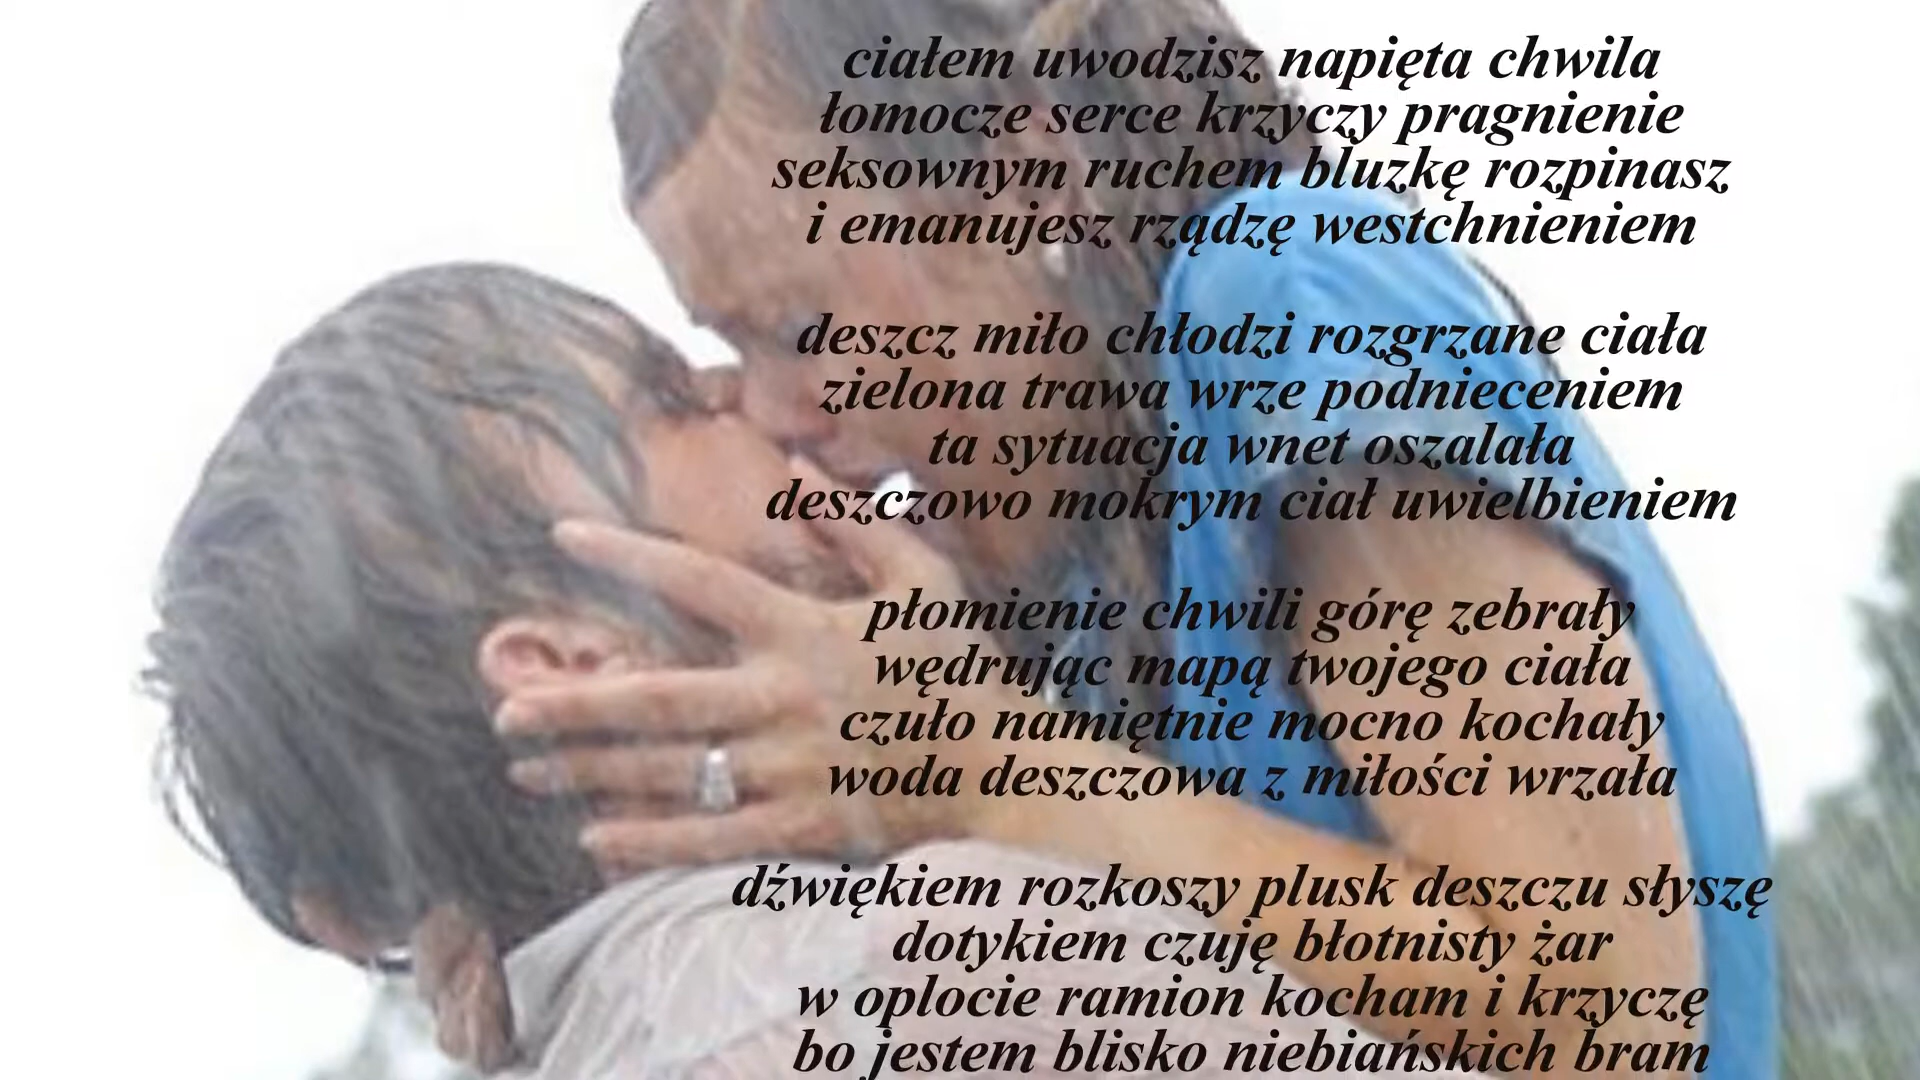 ciałem uwodzisz napięta chwila
łomocze serce krzyczy pragnienie
seksownym ruchem bluzkę rozpinasz
i emanujesz rządzę westchnieniem
deszcz miło chłodzi rozgrzane ciała
zielona trawa wrze podnieceniem
ta sytuacja wnet oszalała
deszczowo mokrym ciał uwielbieniem
płomienie chwili górę zebrały
wędrując mapą twojego ciała
czuło namiętnie mocno kochały
woda deszczowa z miłości wrzała
dźwiękiem rozkoszy plusk deszczu słyszę
dotykiem czuję błotnisty żar
w oplocie ramion kocham i krzyczę
bo jestem blisko niebiańskich bram